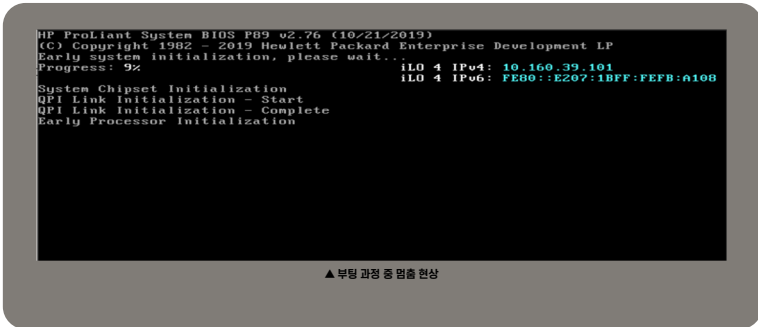 HP ProLiant System BIOS P89 v2.76 (10/21/2019)
(C) Copyright 1982 - 2019 Hewlett Packard Enterprise Development LP
Early system initialization, please wait...
Progress: 9%
iLO 4 IPv4: 10.160.39.101
iLO 4 IPv6: FE80::E207:1BFF:FEFB:A108
System Chipset Initialization
QPI Link Initialization - Start
QPI Link Initialization - Complete
Early Processor Initialization
▲ 부팅 과정 중 멈춤 현상